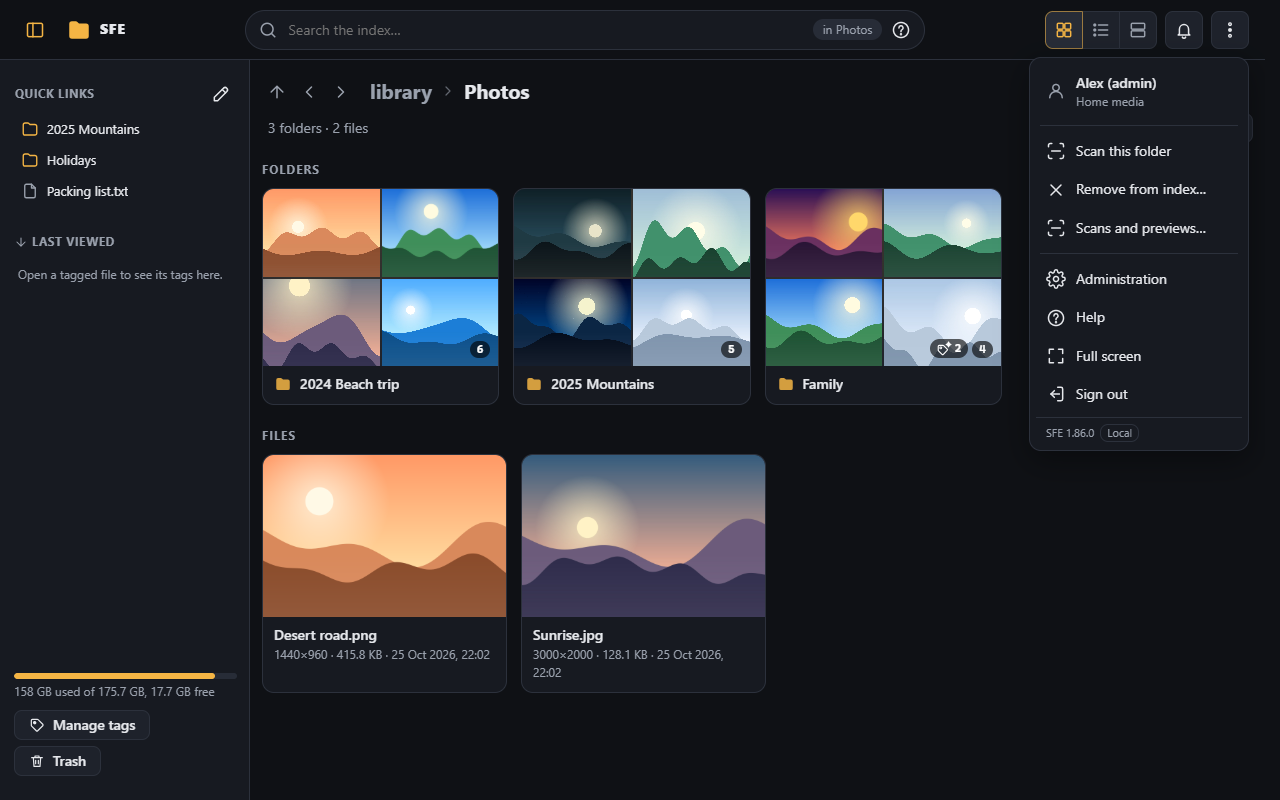 SFE
Search the index...
in Photos
QUICK LINKS
2025 Mountains
Holidays
Packing list.txt
LAST VIEWED
Open a tagged file to see its tags here.
158 GB used of 175.7 GB, 17.7 GB free
Manage tags
Trash
library
Photos
3 folders · 2 files
FOLDERS
6
2024 Beach trip
5
2025 Mountains
2
4
Family
FILES
Desert road.png
1440×960 · 415.8 KB · 25 Oct 2026, 22:02
Sunrise.jpg
3000×2000 · 128.1 KB · 25 Oct 2026,
22:02
Alex (admin)
Home media
Scan this folder
Remove from index...
Scans and previews...
Administration
Help
Full screen
Sign out
SFE 1.86.0
Local